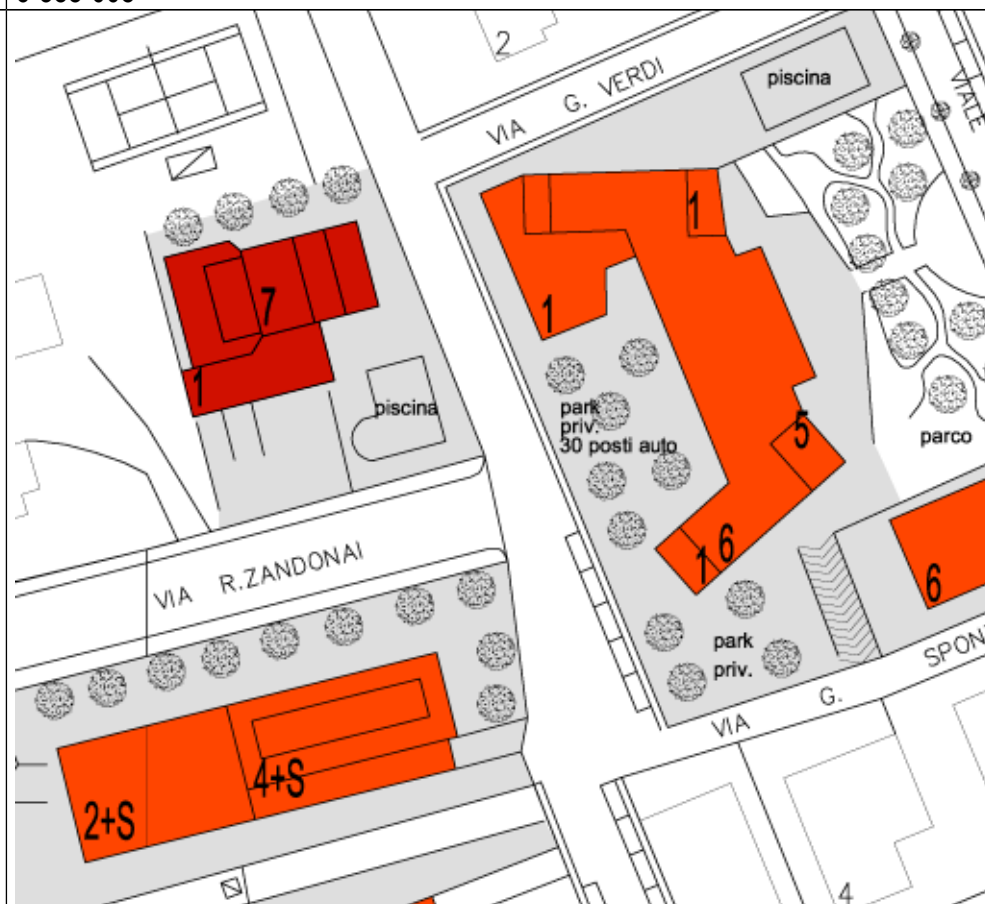 2
piscina
VIA G. VERDI
VIALE
1
7
1
1
piscina
park
priv.
30 posti auto
5
parco
1 6
6
VIA R.ZANDONAI
park
priv.
VIA G. SPON
4+S
2+S
4